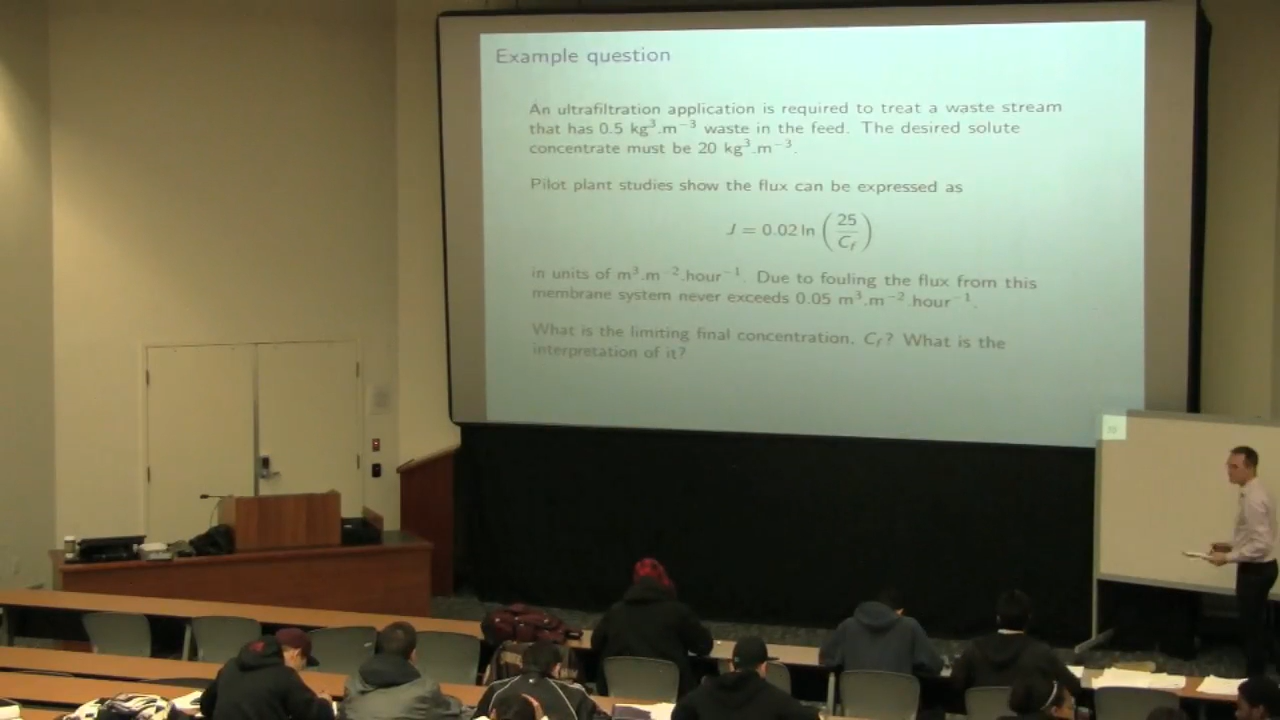 Example question
An ultrafiltration application is required to treat a waste stream
that has 0.5 kg³.m⁻³ waste in the feed. The desired solute
concentrate must be 20 kg³.m⁻³.
Pilot plant studies show the flux can be expressed as
J = 0.02 ln (25/C_f)
in units of m³.m⁻².hour⁻¹. Due to fouling the flux from this
membrane system never exceeds 0.05 m³.m⁻².hour⁻¹.
What is the limiting final concentration, C_f? What is the
interpretation of it?